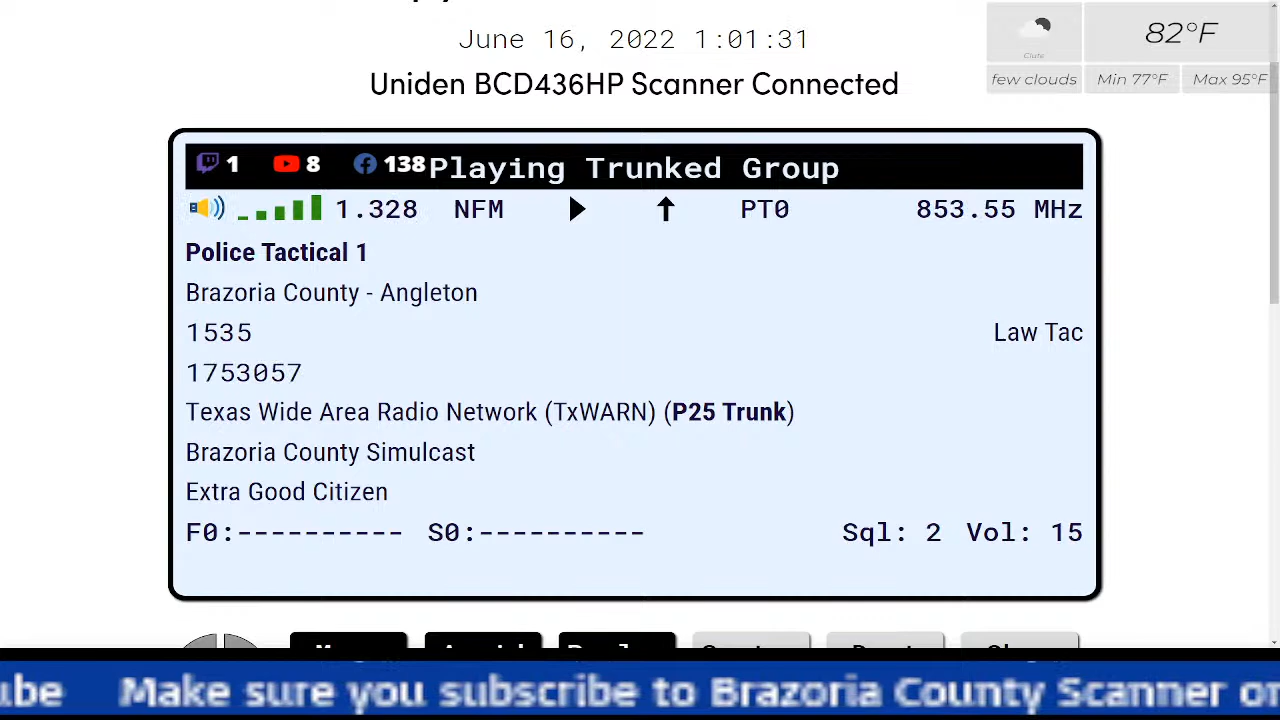 June 16, 2022 1:01:31
Uniden BCD436HP Scanner Connected
Clute
82°F
few clouds Min 77°F Max 95°F
1 8 138 Playing Trunked Group
1.328 NFM PT0 853.55 MHz
Police Tactical 1
Brazoria County - Angleton
1535 Law Tac
1753057
Texas Wide Area Radio Network (TxWARN) (P25 Trunk)
Brazoria County Simulcast
Extra Good Citizen
F0:---------- S0:---------- Sql: 2 Vol: 15
ube Make sure you subscribe to Brazoria County Scanner on